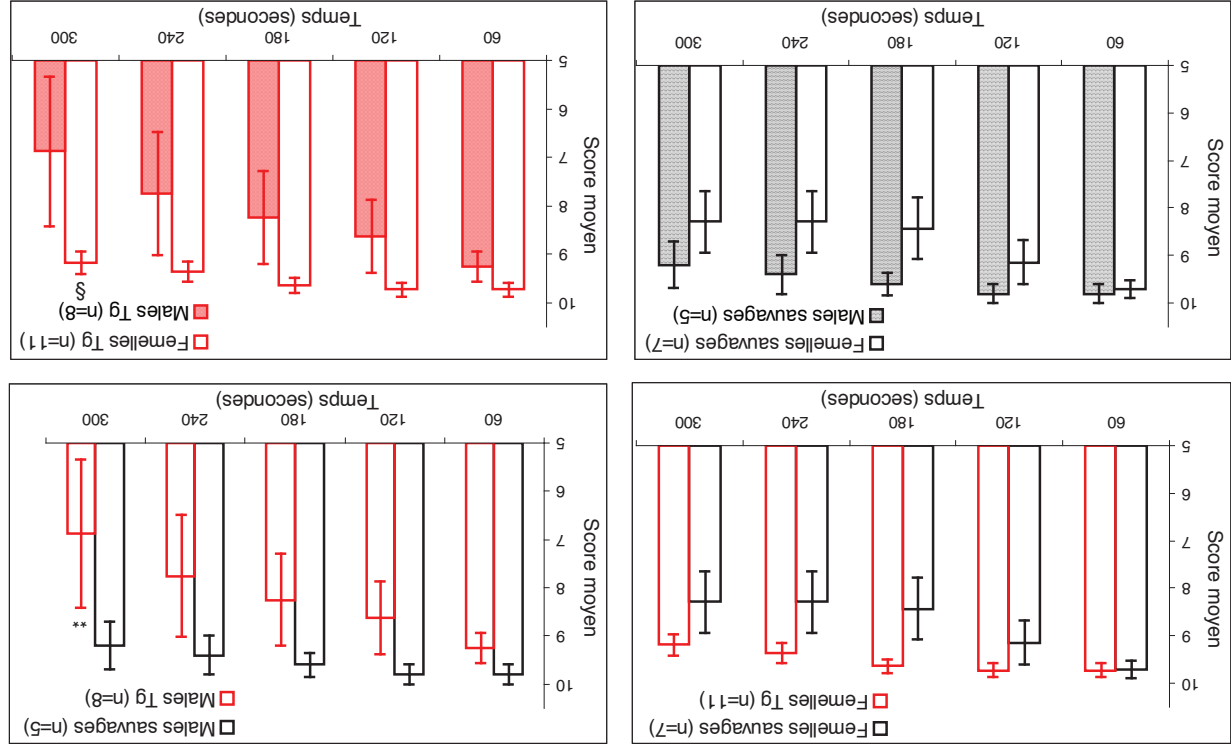 Femelles sauvages (n=7)
Femelles Tg (n=11)
Score moyen
10
9
8
7
6
5
60 120 180 240 300
Temps (secondes)
Males sauvages (n=5)
Males Tg (n=8)
Score moyen
10
9
8
7
6
5
**
60 120 180 240 300
Temps (secondes)
Femelles sauvages (n=7)
Males sauvages (n=5)
Score moyen
10
9
8
7
6
5
60 120 180 240 300
Temps (secondes)
Femelles Tg (n=11)
Males Tg (n=8)
Score moyen
10
9
8
7
6
5
§
60 120 180 240 300
Temps (secondes)